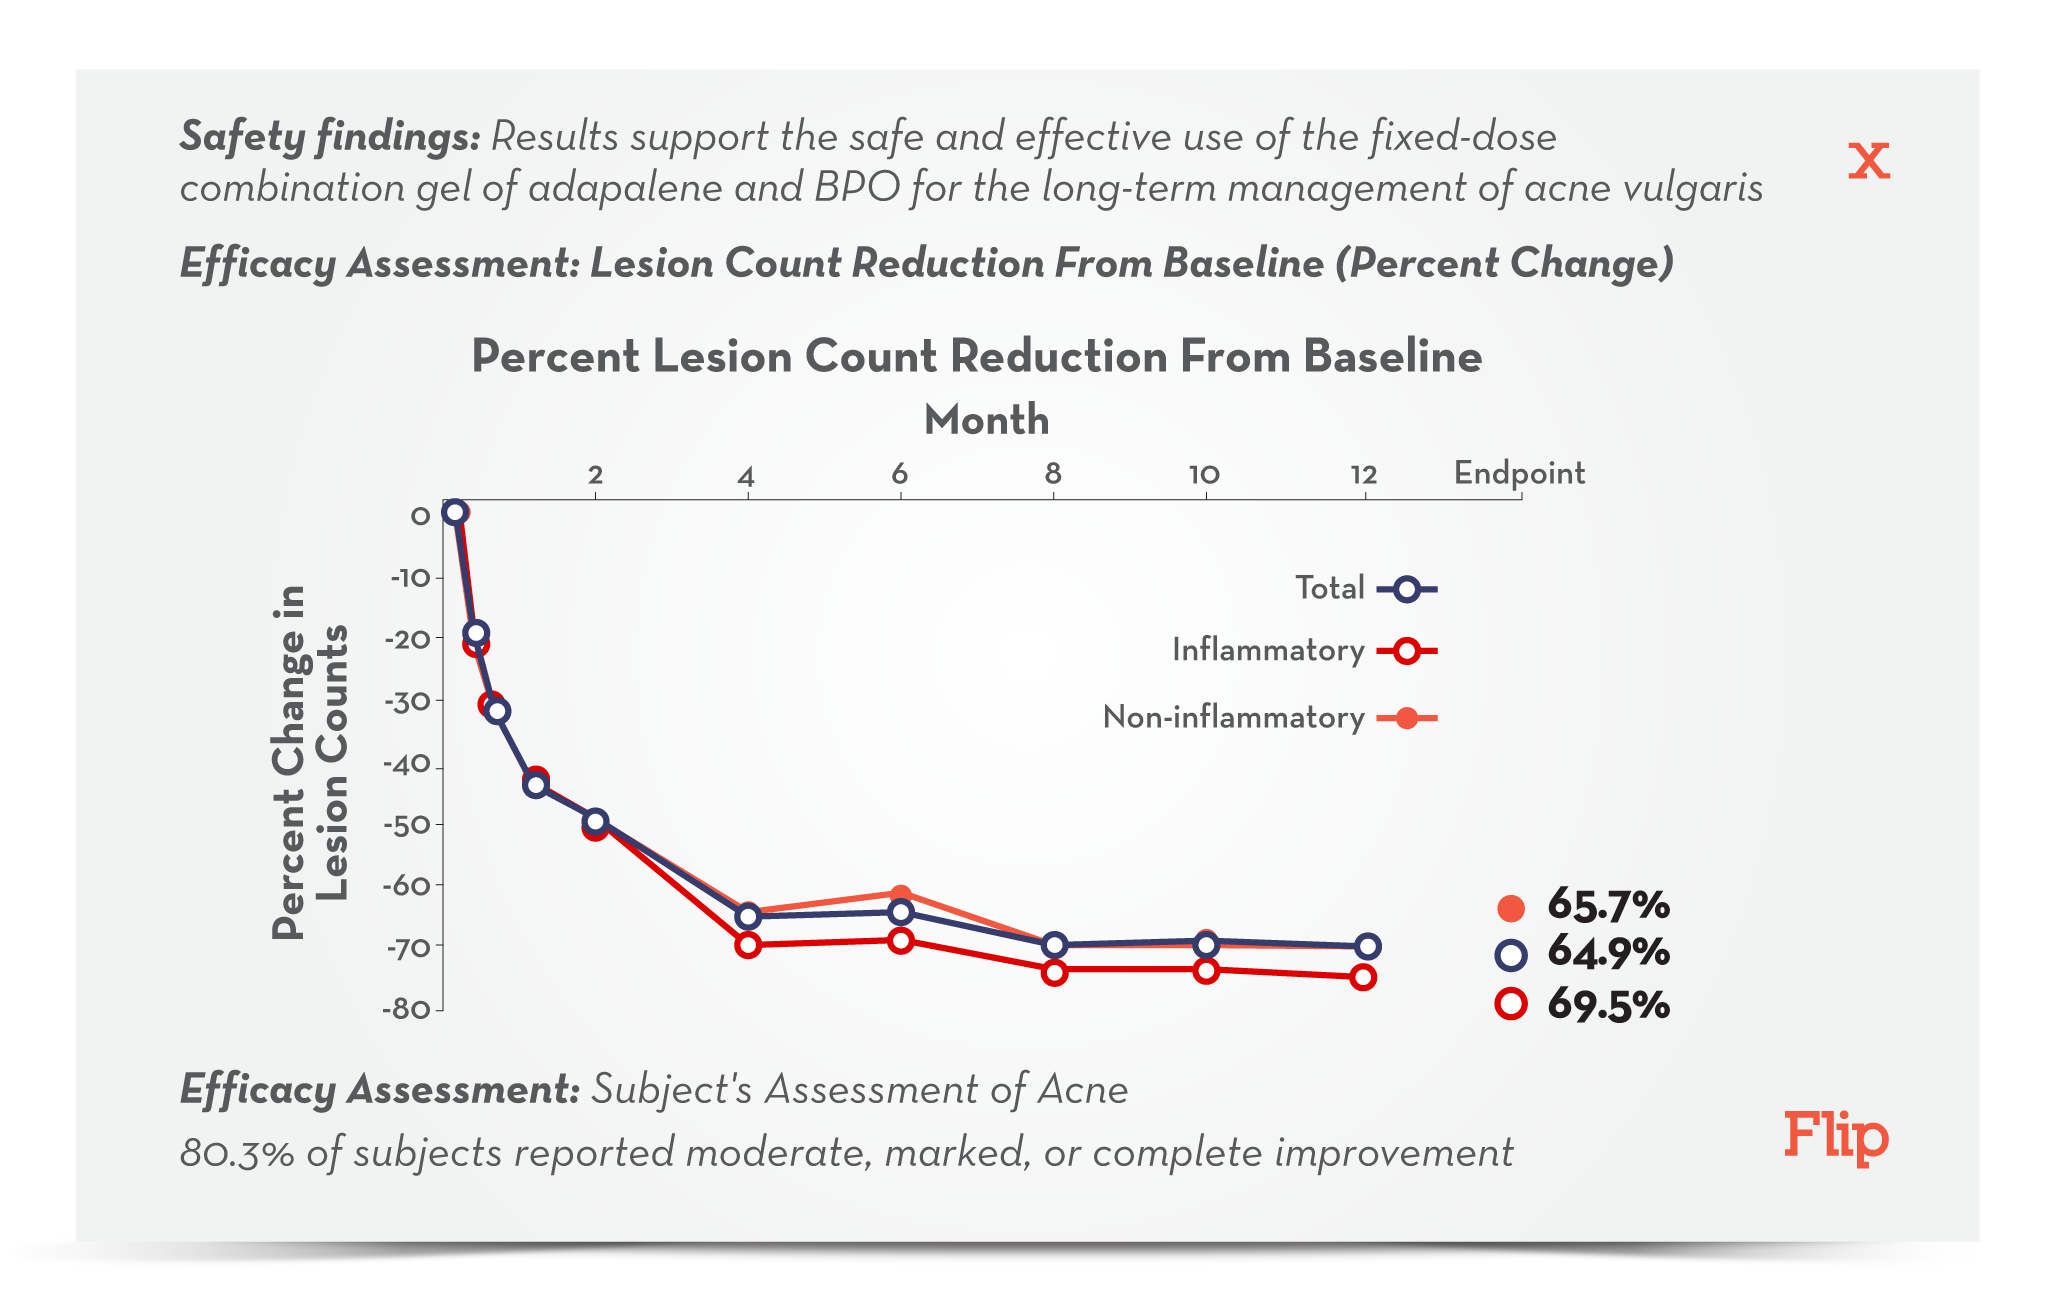 Safety findings: Results support the safe and effective use of the fixed-dose
combination gel of adapalene and BPO for the long-term management of acne vulgaris
X
Efficacy Assessment: Lesion Count Reduction From Baseline (Percent Change)
Percent Lesion Count Reduction From Baseline
Month
2 4 6 8 10 12 Endpoint
0
-10
-20
-30
-40
-50
-60
-70
-80
Percent Change in
Lesion Counts
Total
Inflammatory
Non-inflammatory
65.7%
64.9%
69.5%
Efficacy Assessment: Subject's Assessment of Acne
80.3% of subjects reported moderate, marked, or complete improvement
Flip